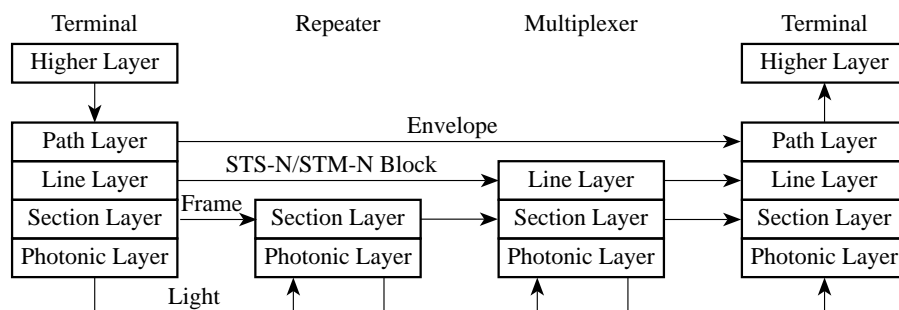 Terminal Repeater Multiplexer Terminal
Higher Layer Higher Layer
Envelope
Path Layer Path Layer
STS-N/STM-N Block
Line Layer Line Layer Line Layer
Frame
Section Layer Section Layer Section Layer Section Layer
Photonic Layer Photonic Layer Photonic Layer Photonic Layer
Light